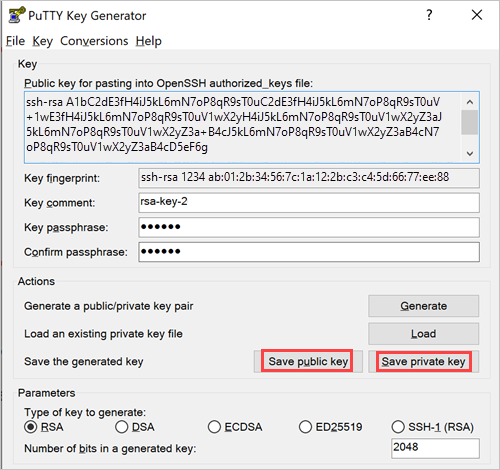 PuTTY Key Generator
?
File Key Conversions Help
Key
Public key for pasting into OpenSSH authorized_keys file:
ssh-rsa A1bC2dE3fH4iJ5kL6mN7oP8qR9sT0uC2dE3fH4iJ5kL6mN7oP8qR9sT0uV
+1wE3fH4iJ5kL6mN7oP8qR9sT0uV1wX2yH4iJ5kL6mN7oP8qR9sT0uV1wX2yZ3aJ
5kL6mN7oP8qR9sT0uV1wX2yZ3a+B4cJ5kL6mN7oP8qR9sT0uV1wX2yZ3aB4cN7
oP8qR9sT0uV1wX2yZ3aB4cD5eF6g
Key fingerprint: ssh-rsa 1234 ab:01:2b:34:56:7c:1a:12:2b:c3:c4:5d:66:77:ee:88
Key comment: rsa-key-2
Key passphrase: ••••••
Confirm passphrase: ••••••
Actions
Generate a public/private key pair Generate
Load an existing private key file Load
Save the generated key Save public key Save private key
Parameters
Type of key to generate:
RSA DSA ECDSA ED25519 SSH-1 (RSA)
Number of bits in a generated key: 2048